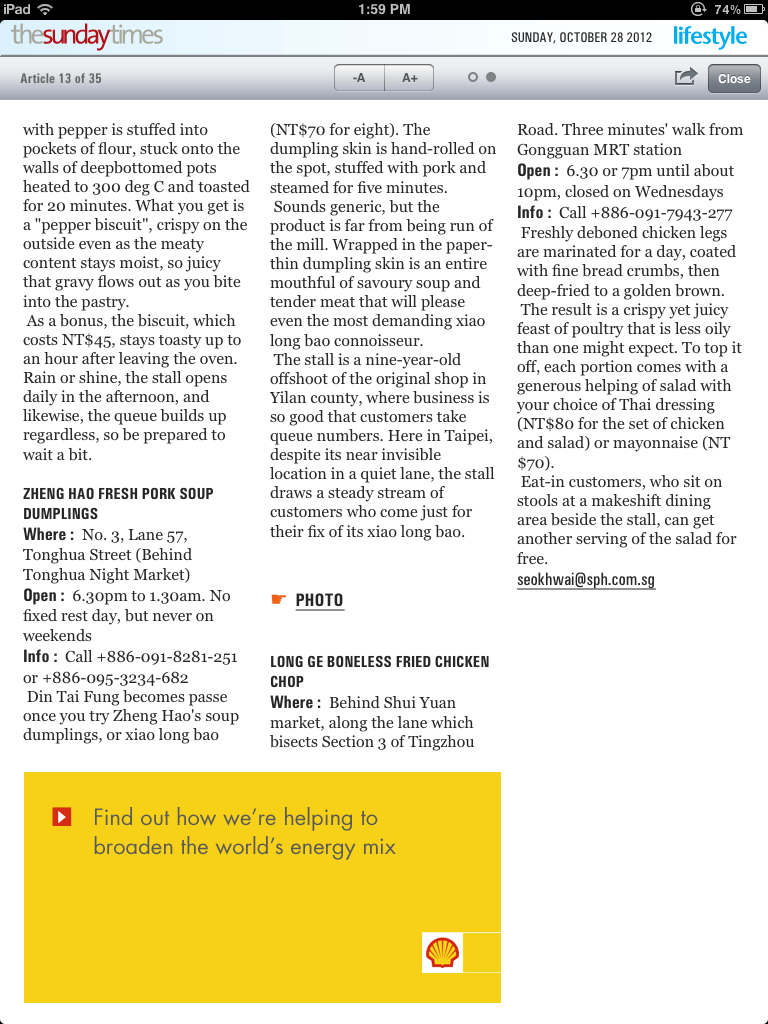 iPad
1:59 PM
74%
thesundaytimes
SUNDAY, OCTOBER 28 2012
lifestyle
Article 13 of 35
-A
A+
Close
with pepper is stuffed into
pockets of flour, stuck onto the
walls of deepbottomed pots
heated to 300 deg C and toasted
for 20 minutes. What you get is
a "pepper biscuit", crispy on the
outside even as the meaty
content stays moist, so juicy
that gravy flows out as you bite
into the pastry.
As a bonus, the biscuit, which
costs NT$45, stays toasty up to
an hour after leaving the oven.
Rain or shine, the stall opens
daily in the afternoon, and
likewise, the queue builds up
regardless, so be prepared to
wait a bit.
ZHENG HAO FRESH PORK SOUP
DUMPLINGS
Where : No. 3, Lane 57,
Tonghua Street (Behind
Tonghua Night Market)
Open : 6.30pm to 1.30am. No
fixed rest day, but never on
weekends
Info : Call +886-091-8281-251
or +886-095-3234-682
Din Tai Fung becomes passe
once you try Zheng Hao's soup
dumplings, or xiao long bao
(NT$70 for eight). The
dumpling skin is hand-rolled on
the spot, stuffed with pork and
steamed for five minutes.
Sounds generic, but the
product is far from being run of
the mill. Wrapped in the paper-
thin dumpling skin is an entire
mouthful of savoury soup and
tender meat that will please
even the most demanding xiao
long bao connoisseur.
The stall is a nine-year-old
offshoot of the original shop in
Yilan county, where business is
so good that customers take
queue numbers. Here in Taipei,
despite its near invisible
location in a quiet lane, the stall
draws a steady stream of
customers who come just for
their fix of its xiao long bao.
PHOTO
LONG GE BONELESS FRIED CHICKEN
CHOP
Where : Behind Shui Yuan
market, along the lane which
bisects Section 3 of Tingzhou
Road. Three minutes' walk from
Gongguan MRT station
Open : 6.30 or 7pm until about
10pm, closed on Wednesdays
Info : Call +886-091-7943-277
Freshly deboned chicken legs
are marinated for a day, coated
with fine bread crumbs, then
deep-fried to a golden brown.
The result is a crispy yet juicy
feast of poultry that is less oily
than one might expect. To top it
off, each portion comes with a
generous helping of salad with
your choice of Thai dressing
(NT$80 for the set of chicken
and salad) or mayonnaise (NT
$70).
Eat-in customers, who sit on
stools at a makeshift dining
area beside the stall, can get
another serving of the salad for
free.
seokhwai@sph.com.sg
Find out how we're helping to
broaden the world's energy mix